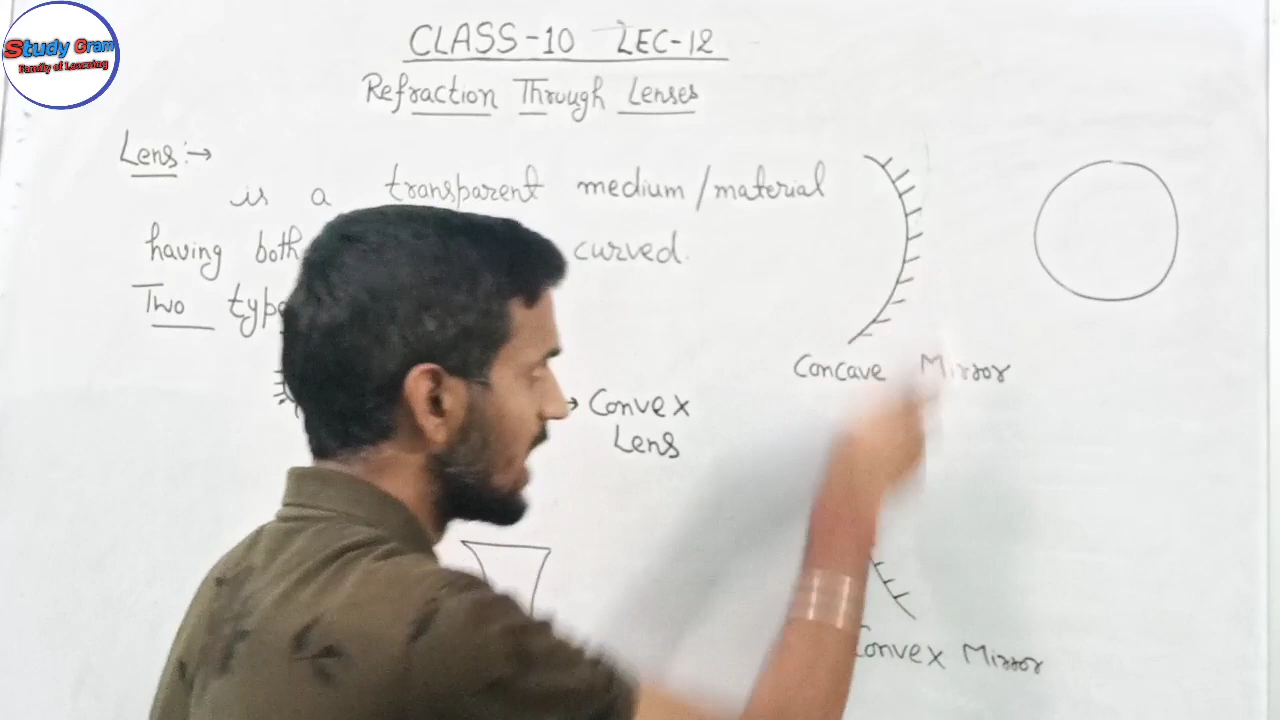 Study Gram
Family of Learning
CLASS-10 LEC-12
Refraction Through Lenses
Lens:→
is a transparent medium/material
having both curved.
Two
Convex
Lens
Concave Mirror
Convex Mirror